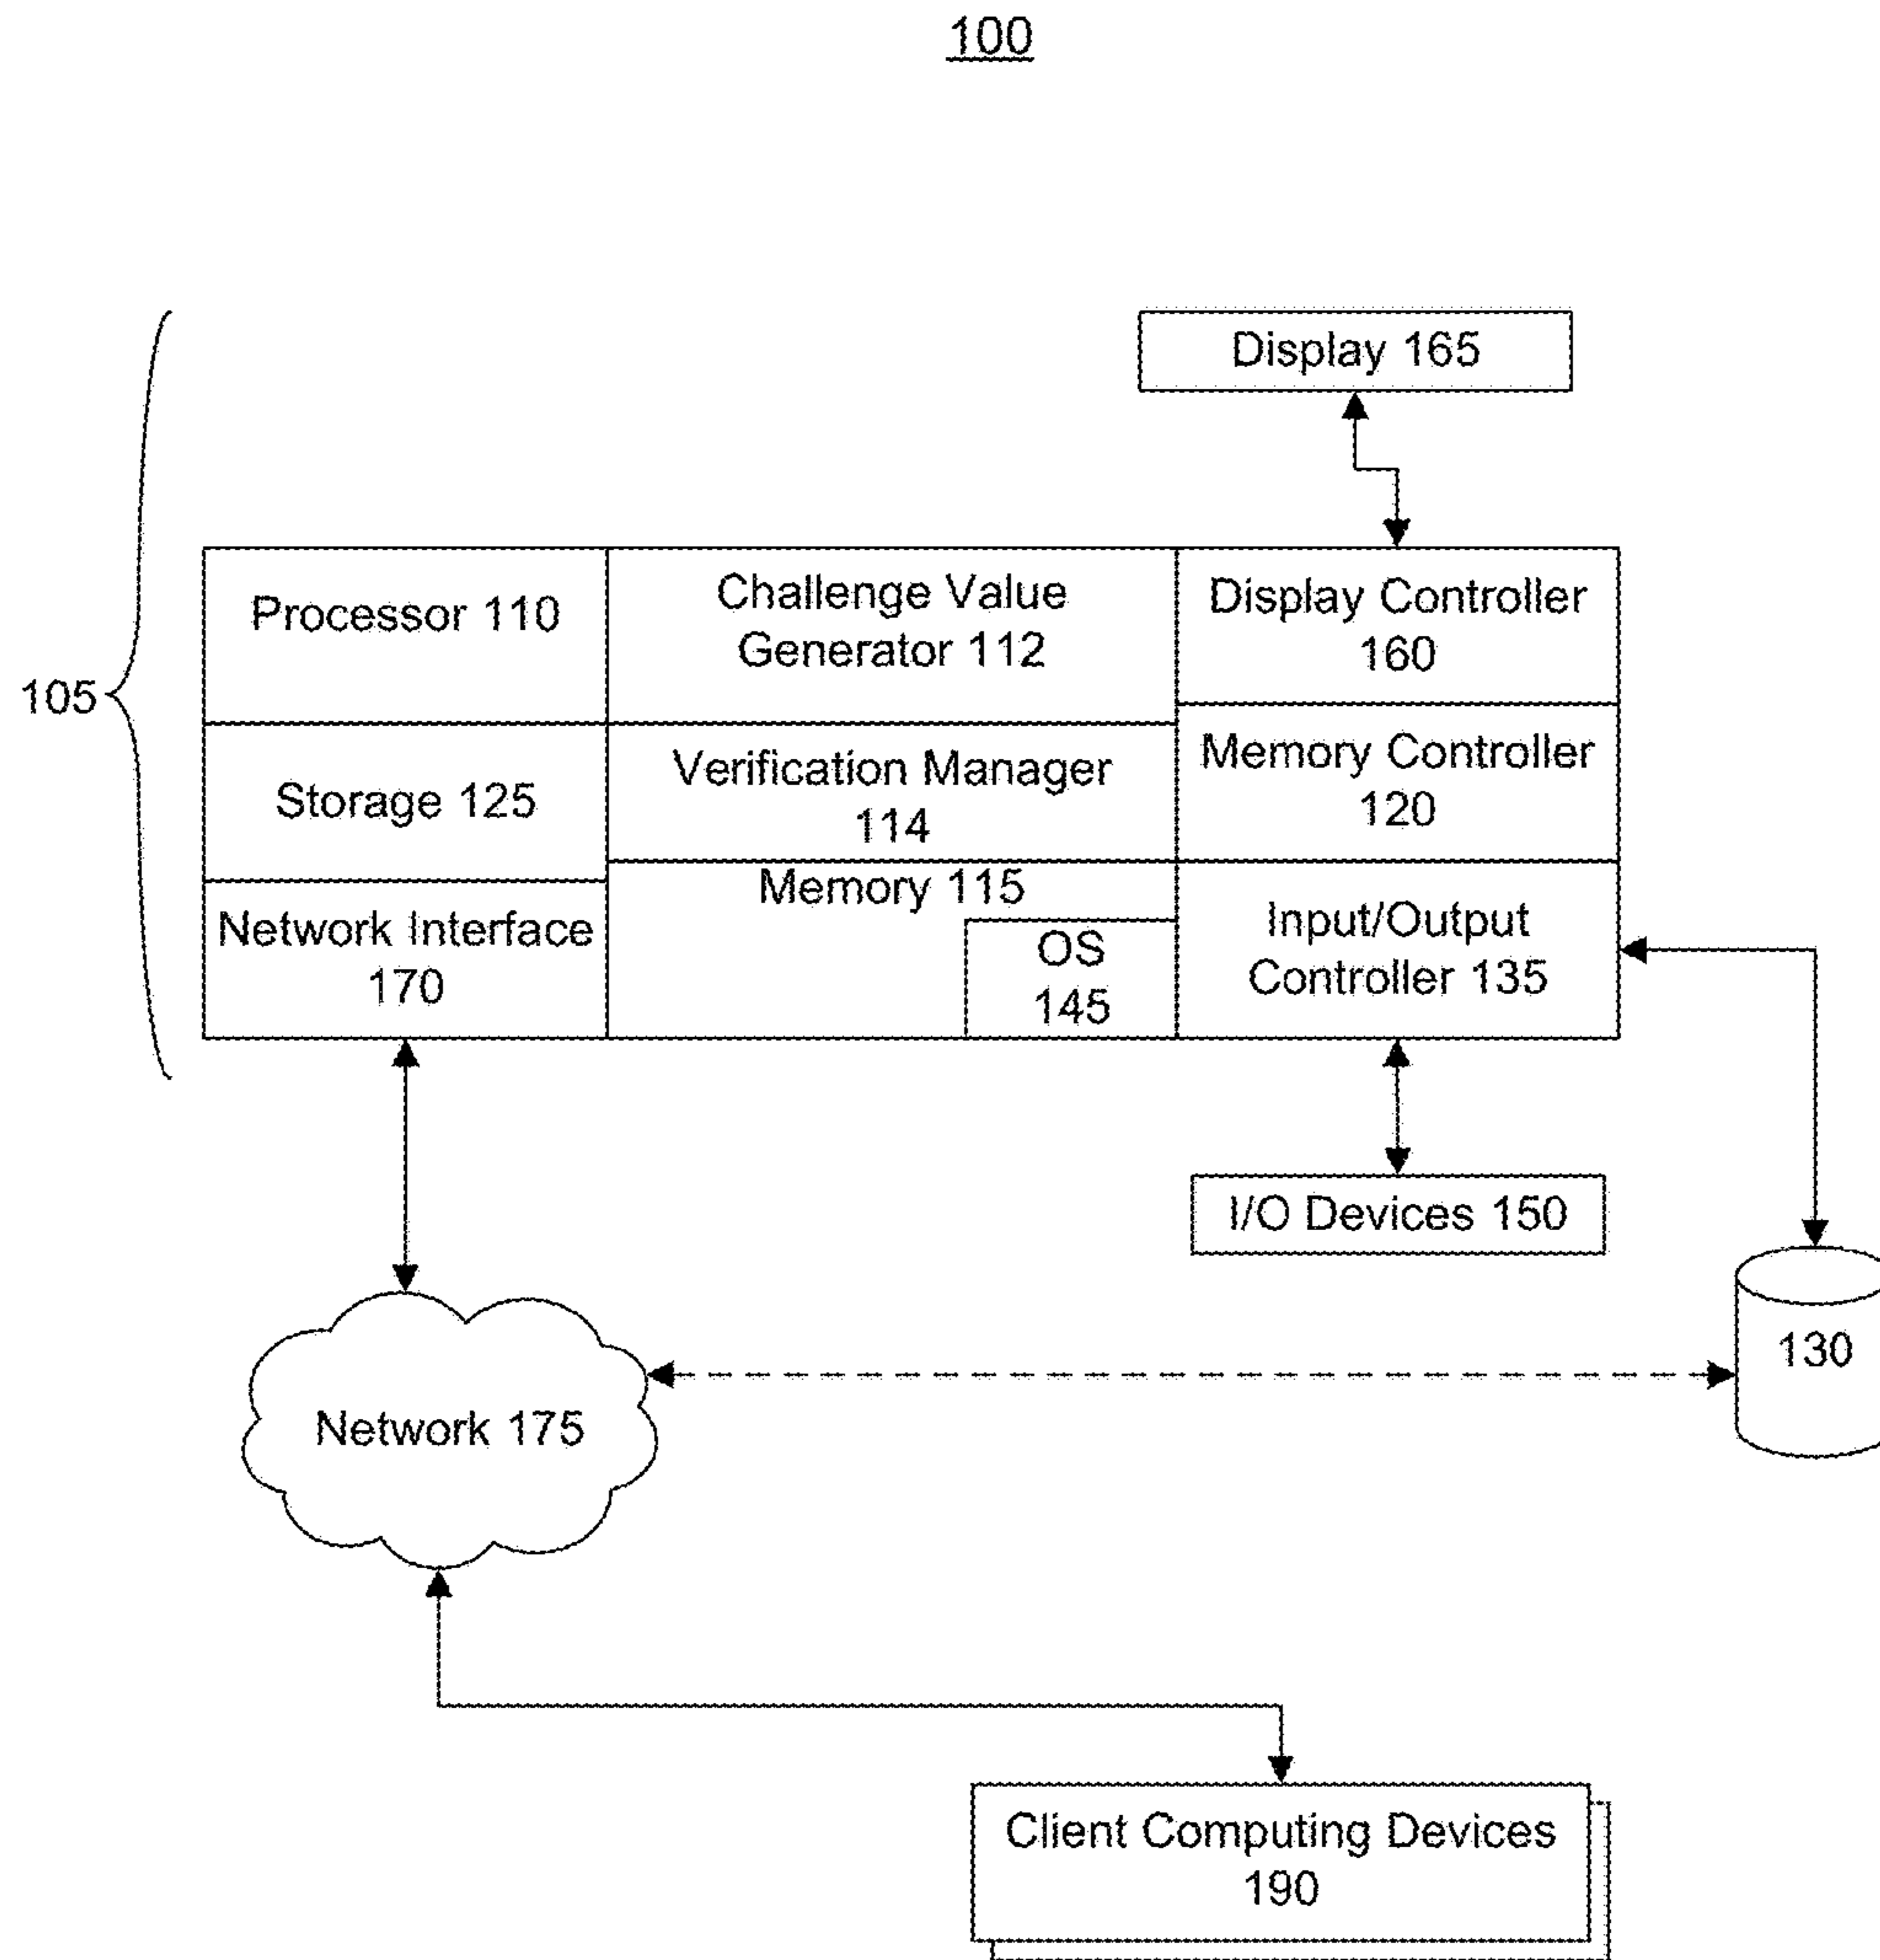 100
Display 165
105
Processor 110
Challenge Value
Generator 112
Display Controller
160
Storage 125
Verification Manager
114
Memory Controller
120
Network Interface
170
Memory 115
OS
145
Input/Output
Controller 135
I/O Devices 150
130
Network 175
Client Computing Devices
190